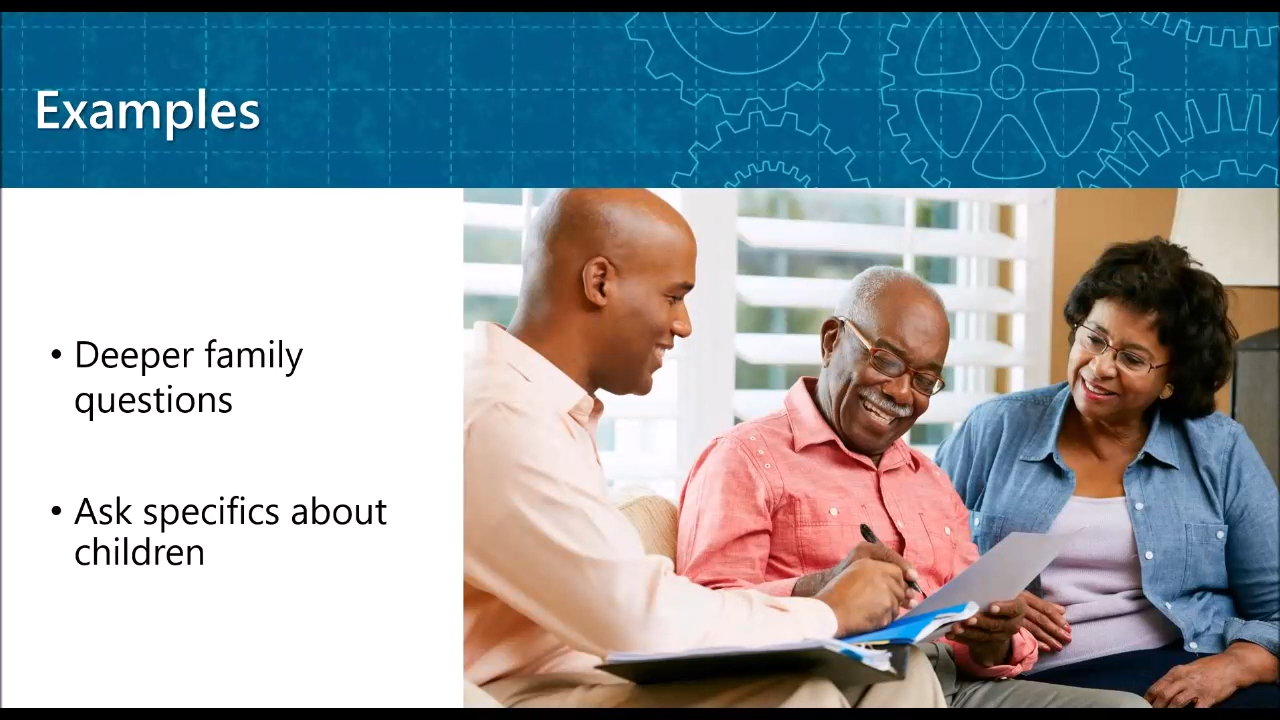 Examples
• Deeper family
questions
• Ask specifics about
children